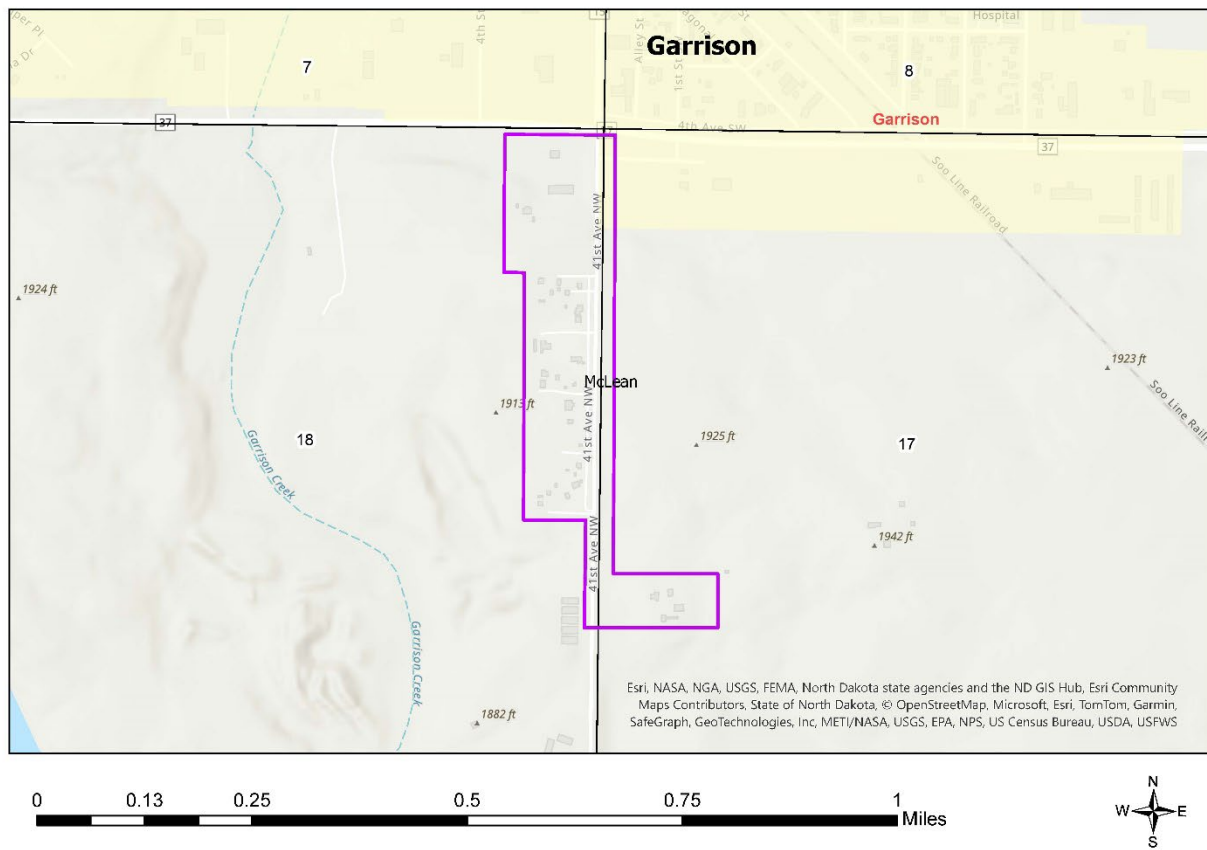 Hospital
4th St
15
Alley St
1st St
Garrison
7
8
Garrison
4th Ave SW
37
37
Soo Line Railroad
41st Ave NW
1924 ft
1923 ft
McLean
1913 ft
1925 ft
41st Ave NW
18
17
Soo Line Railr
Garrison Creek
1942 ft
41st Ave NW
Garrison Creek
1882 ft
Esri, NASA, NGA, USGS, FEMA, North Dakota state agencies and the ND GIS Hub, Esri Community
Maps Contributors, State of North Dakota, © OpenStreetMap, Microsoft, Esri, TomTom, Garmin,
SafeGraph, GeoTechnologies, Inc, METI/NASA, USGS, EPA, NPS, US Census Bureau, USDA, USFWS
0 0.13 0.25 0.5 0.75 1
Miles
N
W E
S